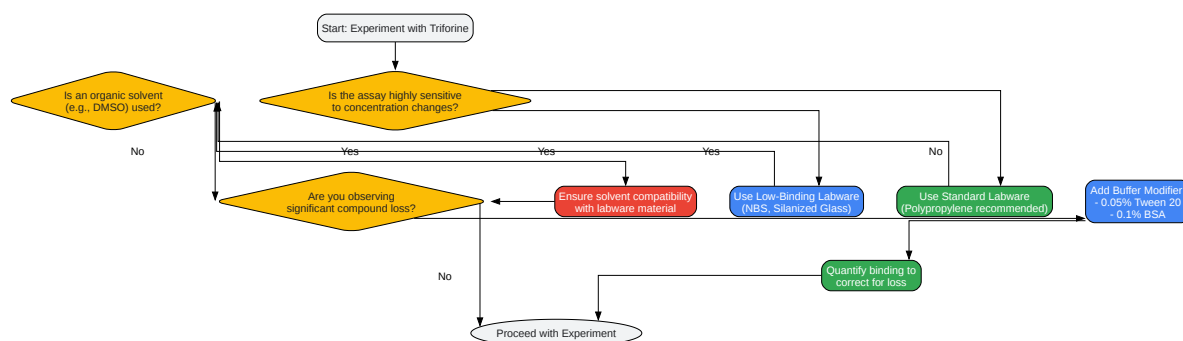 Start: Experiment with Triforine
Is an organic solvent
(e.g., DMSO) used?
Is the assay highly sensitive
to concentration changes?
No
Yes
Yes
Yes
No
Are you observing
significant compound loss?
Ensure solvent compatibility
with labware material
Use Low-Binding Labware
(NBS, Silanized Glass)
Use Standard Labware
(Polypropylene recommended)
Add Buffer Modifier
- 0.05% Tween 20
- 0.1% BSA
No
Quantify binding to
correct for loss
Proceed with Experiment